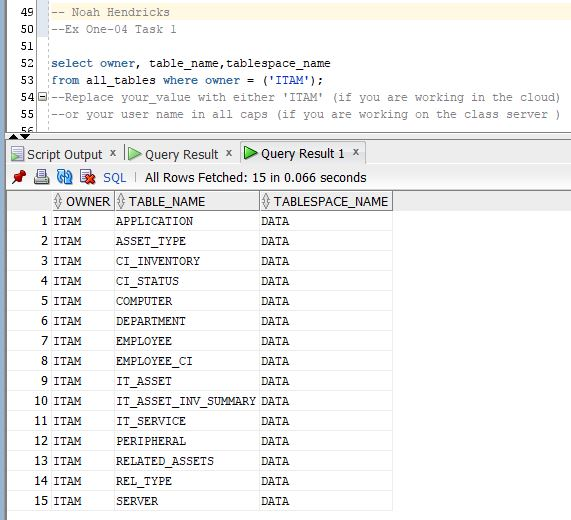 49 -- Noah Hendricks
50 --Ex One-04 Task 1
51
52 select owner, table_name,tablespace_name
53 from all_tables where owner = ('ITAM');
54 --Replace your_value with either 'ITAM' (if you are working in the cloud)
55 --or your user name in all caps (if you are working on the class server )
56
Script Output x Query Result x Query Result 1 x
SQL | All Rows Fetched: 15 in 0.066 seconds
OWNER TABLE_NAME TABLESPACE_NAME
1 ITAM APPLICATION DATA
2 ITAM ASSET_TYPE DATA
3 ITAM CI_INVENTORY DATA
4 ITAM CI_STATUS DATA
5 ITAM COMPUTER DATA
6 ITAM DEPARTMENT DATA
7 ITAM EMPLOYEE DATA
8 ITAM EMPLOYEE_CI DATA
9 ITAM IT_ASSET DATA
10 ITAM IT_ASSET_INV_SUMMARY DATA
11 ITAM IT_SERVICE DATA
12 ITAM PERIPHERAL DATA
13 ITAM RELATED_ASSETS DATA
14 ITAM REL_TYPE DATA
15 ITAM SERVER DATA